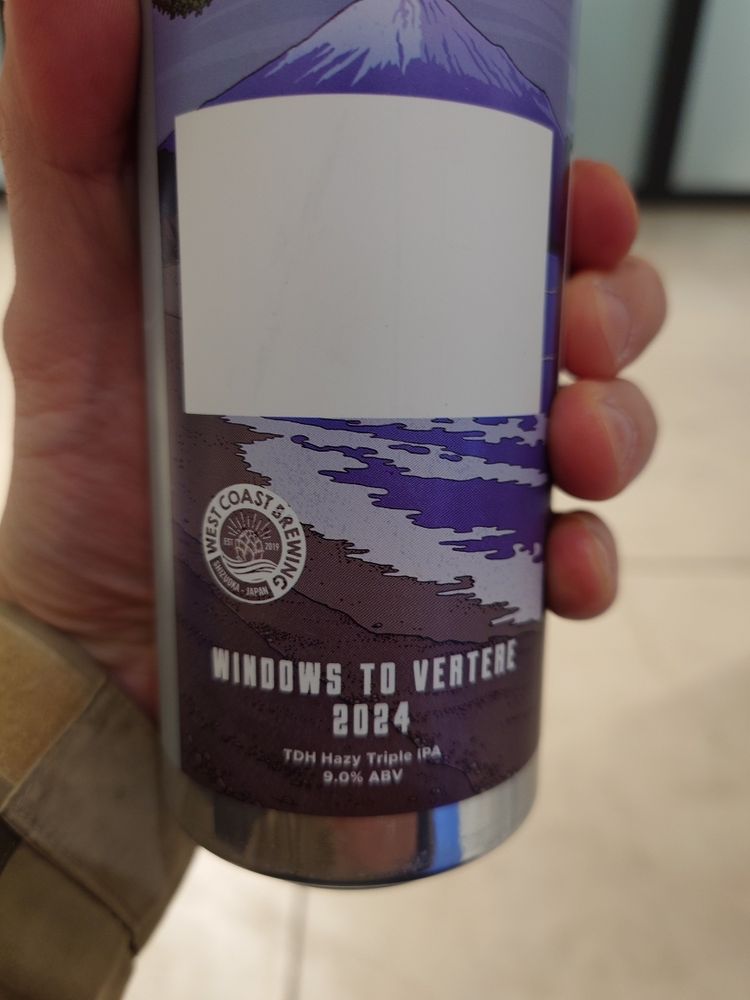 WEST COAST BREWING
EST 2019
SHIZUOKA - JAPAN
WINDOWS TO VERTERE
2024
TDH Hazy Triple IPA
9.0% ABV